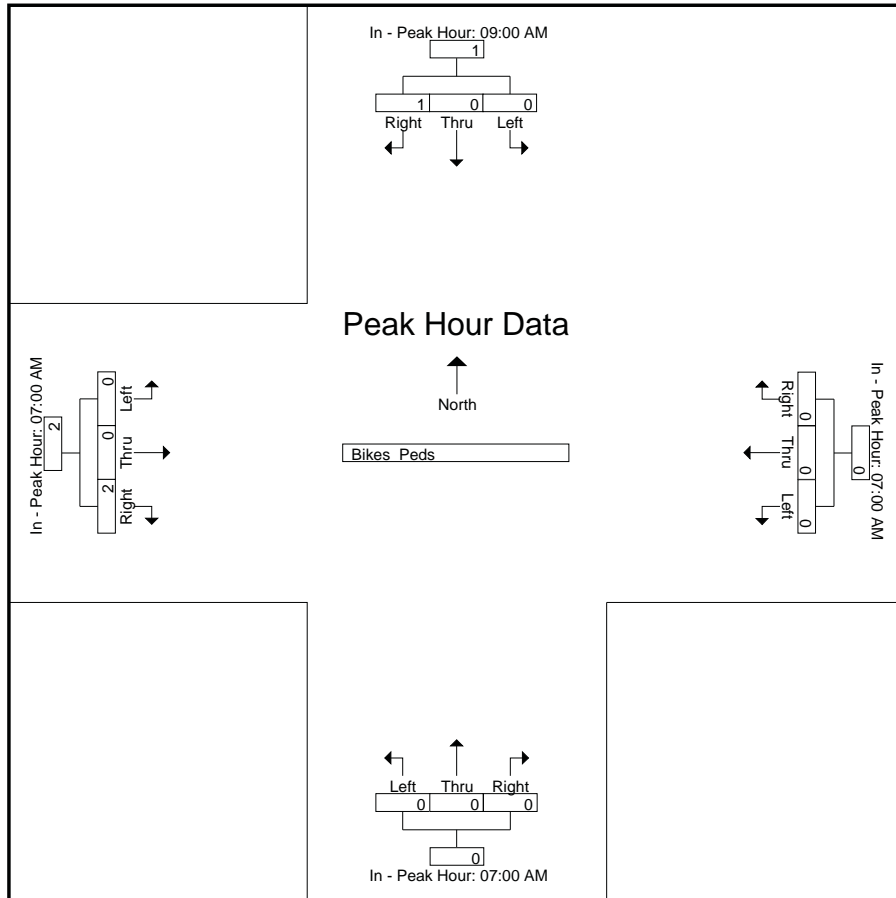 In - Peak Hour: 09:00 AM
1
1 0 0
Right Thru Left
Peak Hour Data
North
Bikes Peds
In - Peak Hour: 07:00 AM
2
0 0 2
Left Thru Right
In - Peak Hour: 07:00 AM
0
0 0 0
Right Thru Left
Left Thru Right
0 0 0
0
In - Peak Hour: 07:00 AM